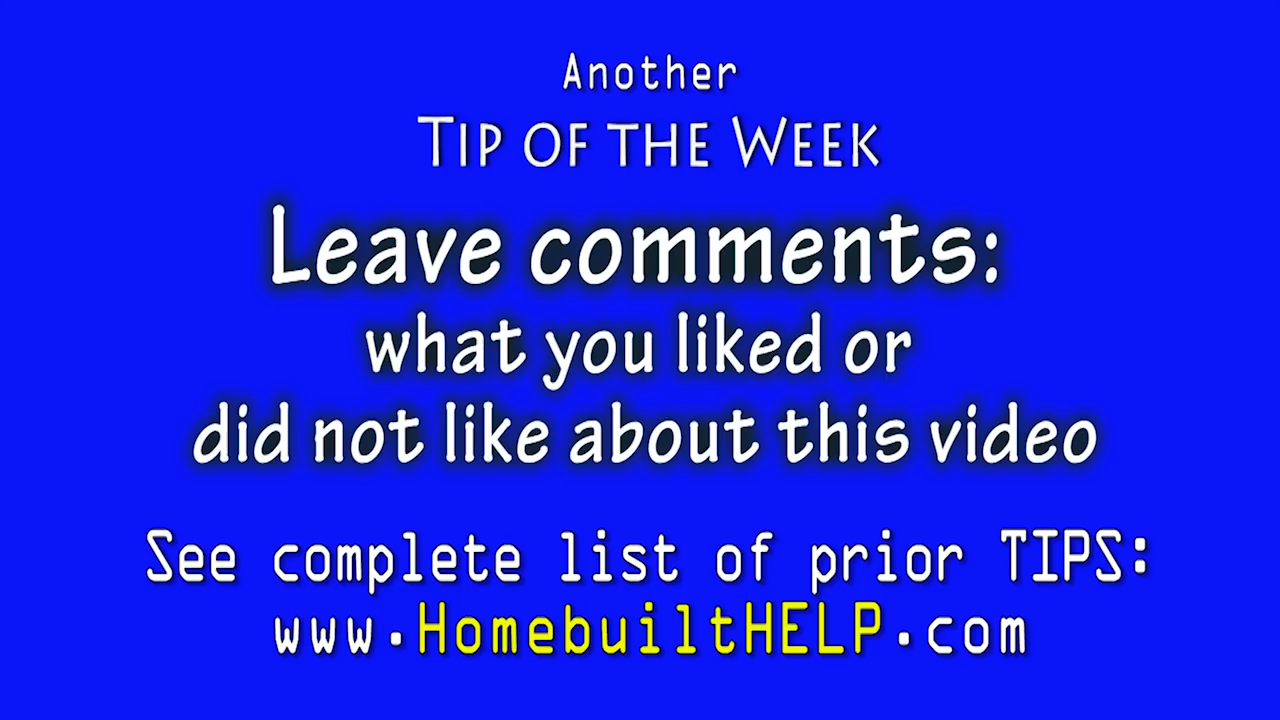 Another
Tip of the Week
Leave comments:
what you liked or
did not like about this video
See complete list of prior TIPS:
www.HomebuiltHELP.com